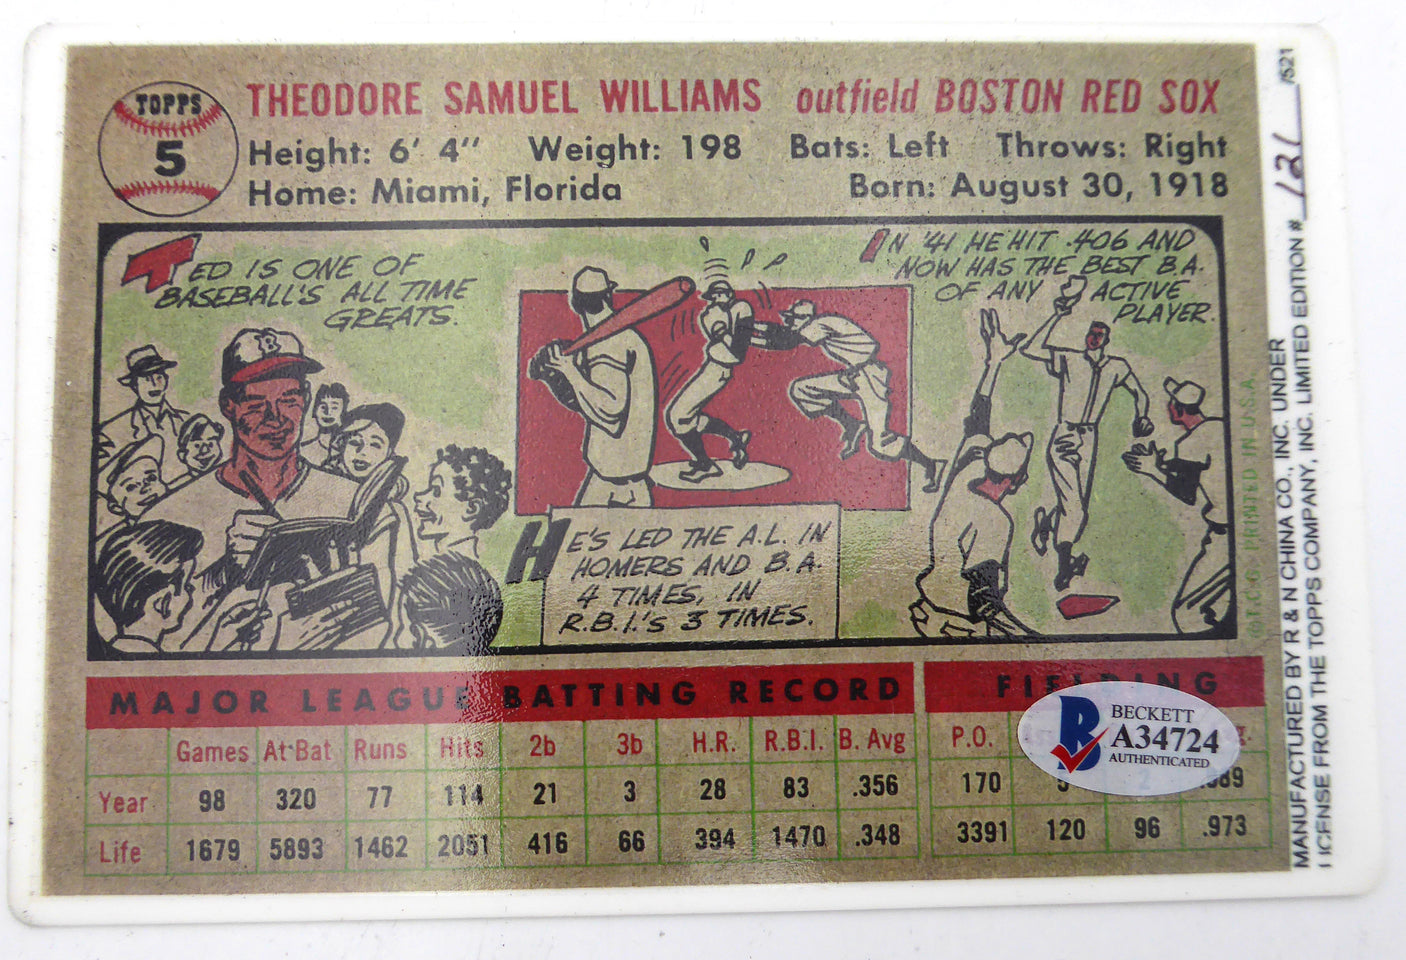 TOPPS
5
THEODORE SAMUEL WILLIAMS outfield BOSTON RED SOX
Height: 6' 4" Weight: 198 Bats: Left Throws: Right
Home: Miami, Florida Born: August 30, 1918
TED IS ONE OF
BASEBALL'S ALL TIME
GREATS.
B
IN '41 HE HIT .406 AND
NOW HAS THE BEST B.A.
OF ANY ACTIVE
PLAYER.
HE'S LED THE A.L. IN
HOMERS AND B.A.
4 TIMES, IN
R.B.I.'S 3 TIMES.
©T.C.G. PRINTED IN U.S.A.
MAJOR LEAGUE BATTING RECORD FIELDING
Games At Bat Runs Hits 2b 3b H.R. R.B.I. B. Avg P.O.
Year 98 320 77 114 21 3 28 83 .356 170
Life 1679 5893 1462 2051 416 66 394 1470 .348 3391 120 96 .973
B BECKETT
A34724
AUTHENTICATED
MANUFACTURED BY R & N CHINA CO., INC. UNDER
LICENSE FROM THE TOPPS COMPANY, INC. LIMITED EDITION # 121 /521